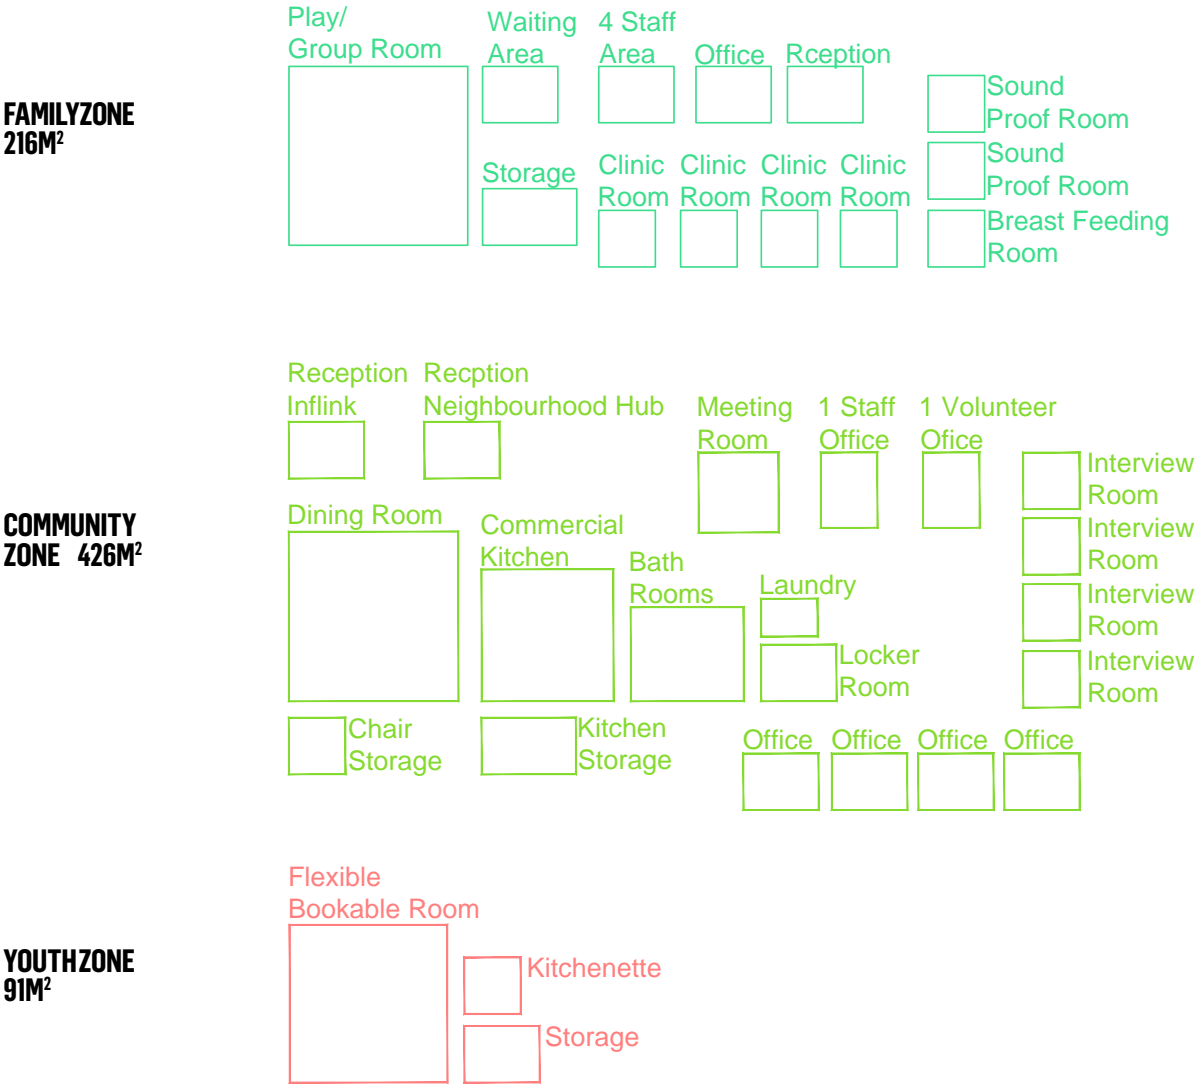 Play/
Group Room
Waiting
Area
4 Staff
Area
Office
Rception
Sound
Proof Room
FAMILYZONE
216M²
Sound
Proof Room
Storage
Clinic
Room
Clinic
Room
Clinic
Room
Clinic
Room
Breast Feeding
Room
Reception
Inflink
Recption
Neighbourhood Hub
Meeting
Room
1 Staff
Office
1 Volunteer
Ofice
Interview
Room
COMMUNITY
ZONE 426M²
Dining Room
Commercial
Kitchen
Bath
Rooms
Laundry
Locker
Room
Interview
Room
Interview
Room
Interview
Room
Chair
Storage
Kitchen
Storage
Office
Office
Office
Office
Flexible
Bookable Room
YOUTHZONE
91M²
Kitchenette
Storage